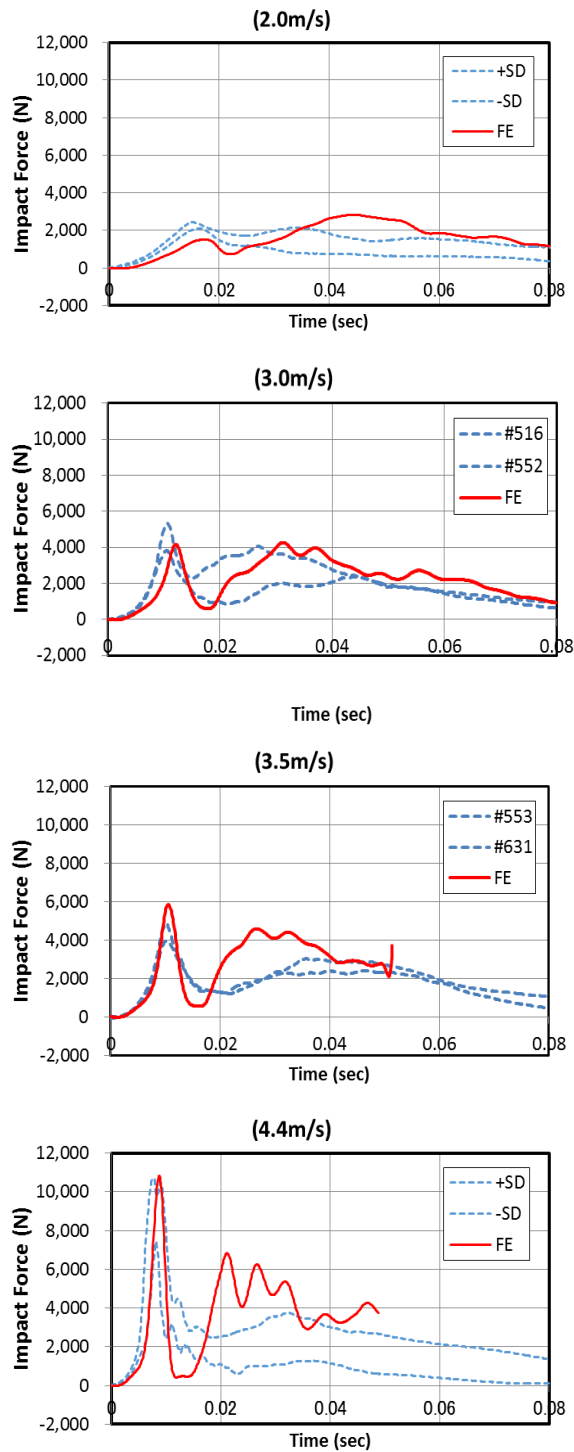 (2.0m/s)
12,000
10,000
8,000
6,000
4,000
2,000
0
-2,000
Impact Force (N)
+SD
-SD
FE
0 0.02 0.04 0.06 0.08
Time (sec)
(3.0m/s)
12,000
10,000
8,000
6,000
4,000
2,000
0
-2,000
Impact Force (N)
#516
#552
FE
0 0.02 0.04 0.06 0.08
Time (sec)
(3.5m/s)
12,000
10,000
8,000
6,000
4,000
2,000
0
-2,000
Impact Force (N)
#553
#631
FE
0 0.02 0.04 0.06 0.08
Time (sec)
(4.4m/s)
12,000
10,000
8,000
6,000
4,000
2,000
0
-2,000
Impact Force (N)
+SD
-SD
FE
0 0.02 0.04 0.06 0.08
Time (sec)